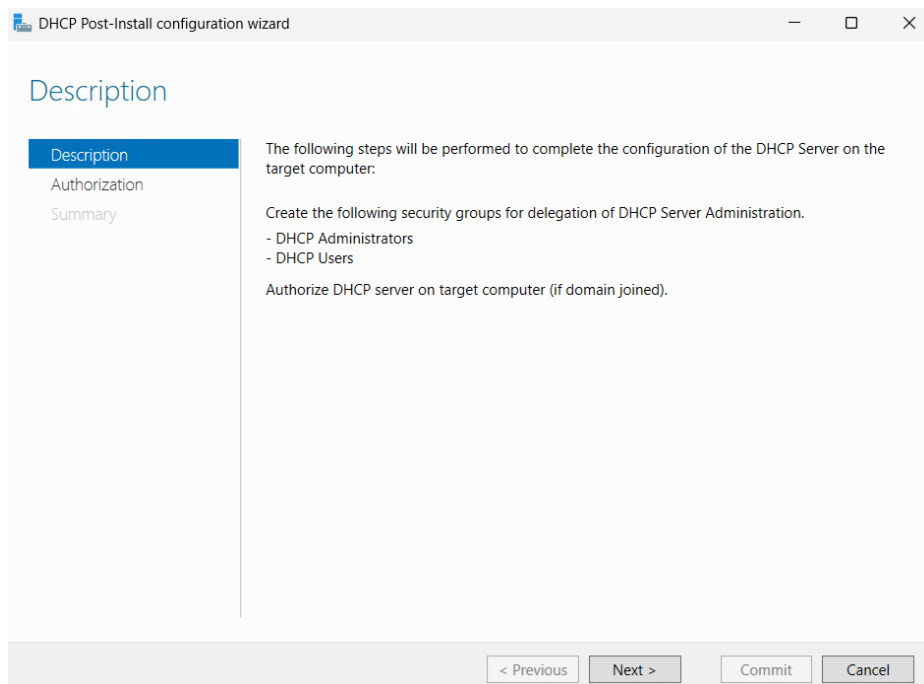 DHCP Post-Install configuration wizard
Description
Description
Authorization
Summary
The following steps will be performed to complete the configuration of the DHCP Server on the
target computer:
Create the following security groups for delegation of DHCP Server Administration.
- DHCP Administrators
- DHCP Users
Authorize DHCP server on target computer (if domain joined).
< Previous
Next >
Commit
Cancel